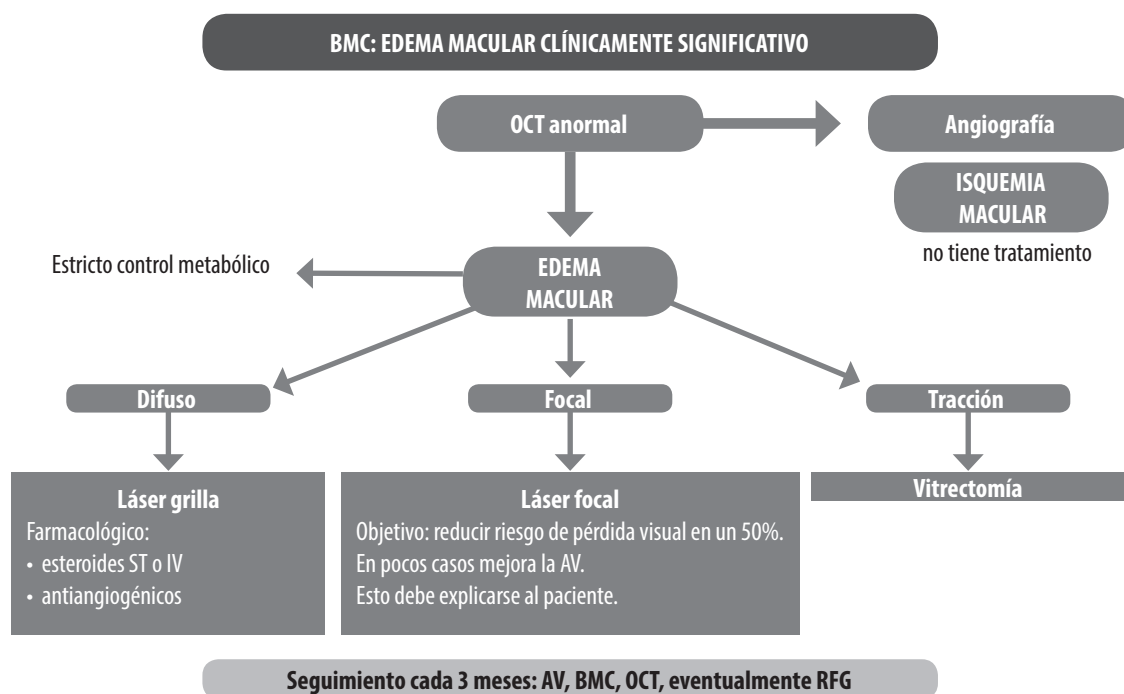 BMC: EDEMA MACULAR CLÍNICAMENTE SIGNIFICATIVO
OCT anormal
Angiografía
ISQUEMIA
MACULAR
no tiene tratamiento
Estricto control metabólico
EDEMA
MACULAR
Difuso
Focal
Tracción
Láser grilla
Farmacológico:
• esteroides ST o IV
• antiangiogénicos
Láser focal
Objetivo: reducir riesgo de pérdida visual en un 50%.
En pocos casos mejora la AV.
Esto debe explicarse al paciente.
Vitrectomía
Seguimiento cada 3 meses: AV, BMC, OCT, eventualmente RFG